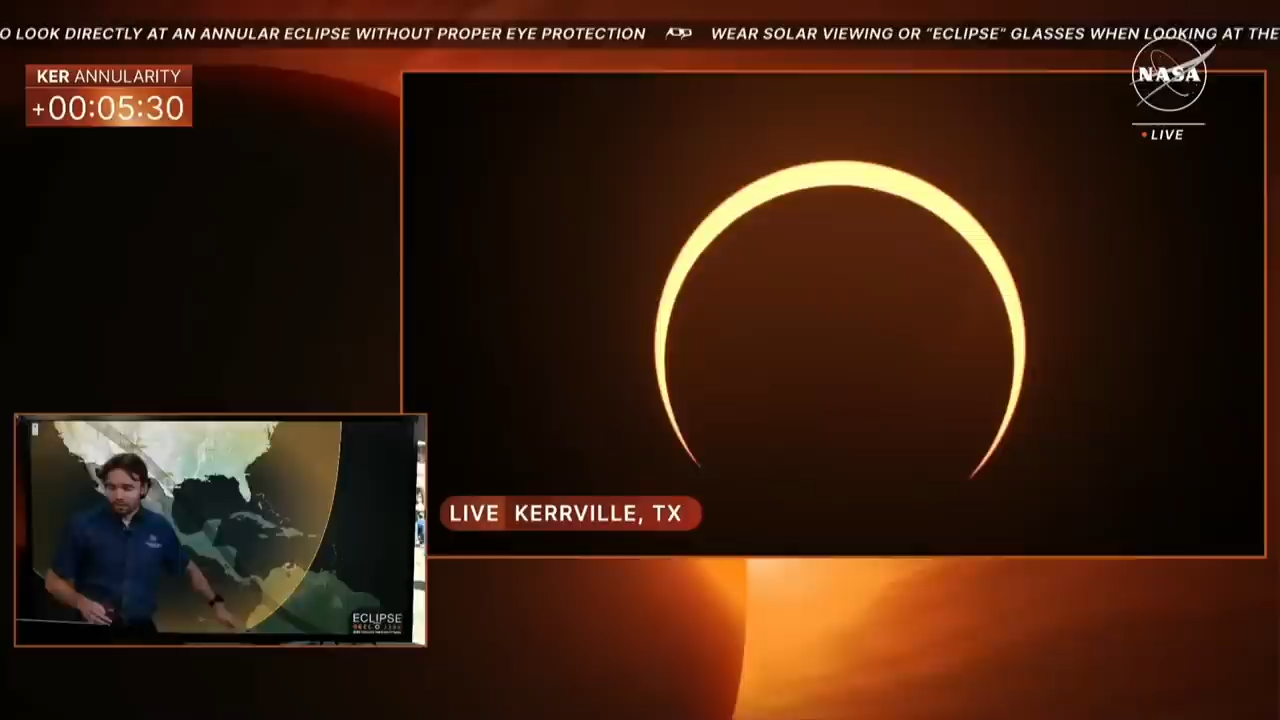 O LOOK DIRECTLY AT AN ANNULAR ECLIPSE WITHOUT PROPER EYE PROTECTION WEAR SOLAR VIEWING OR “ECLIPSE” GLASSES WHEN LOOKING AT THE
KER ANNULARITY
+00:05:30
NASA
LIVE
LIVE KERRVILLE, TX
ECLIPSE